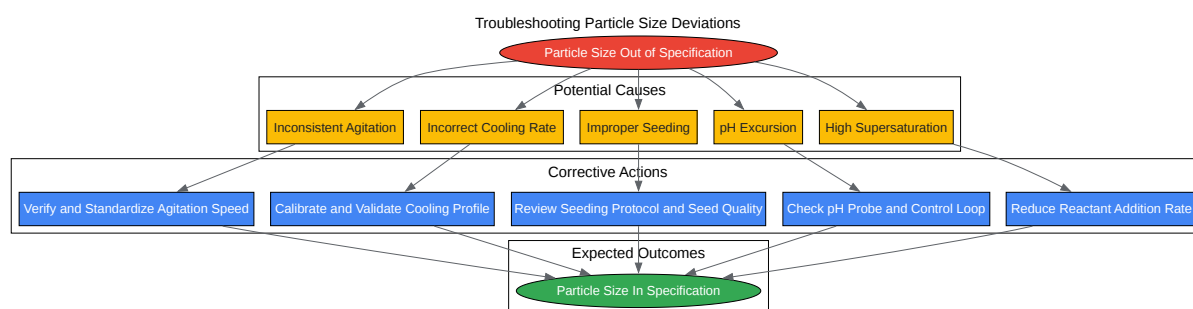 Troubleshooting Particle Size Deviations
Particle Size Out of Specification
Potential Causes
Inconsistent Agitation
Incorrect Cooling Rate
Improper Seeding
pH Excursion
High Supersaturation
Corrective Actions
Verify and Standardize Agitation Speed
Calibrate and Validate Cooling Profile
Review Seeding Protocol and Seed Quality
Check pH Probe and Control Loop
Reduce Reactant Addition Rate
Expected Outcomes
Particle Size In Specification